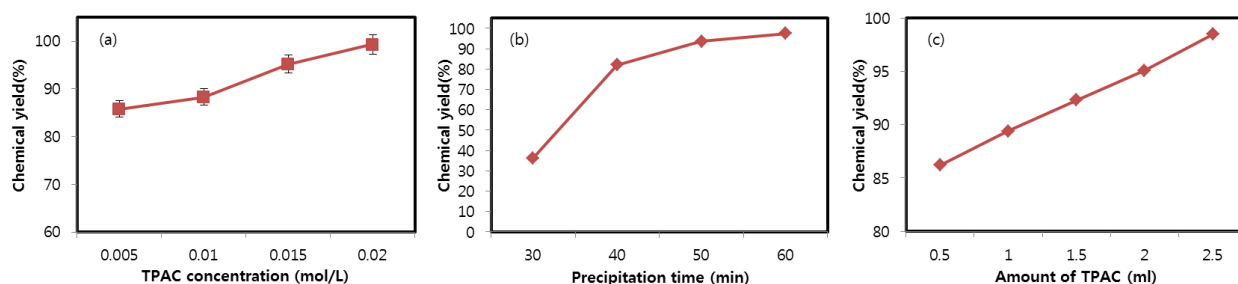 (a)
Chemical yield(%)
100
90
80
70
60
0.005 0.01 0.015 0.02
TPAC concentration (mol/L)
(b)
Chemical yield(%)
100
90
80
70
60
50
40
30
20
10
0
30 40 50 60
Precipitation time (min)
(c)
Chemical yield(%)
100
95
90
85
80
0.5 1 1.5 2 2.5
Amount of TPAC (ml)